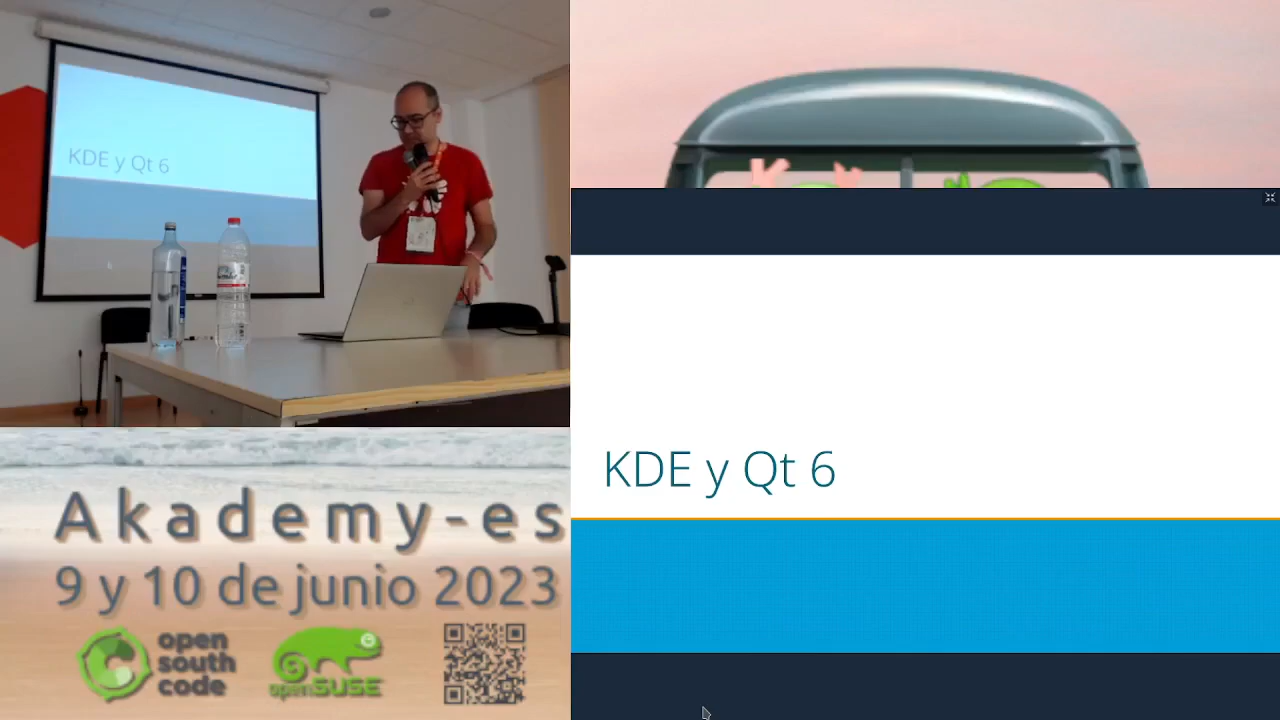 KDE y Qt 6
KDE y Qt 6
Akademy-es
9 y 10 de junio 2023
open
south
code
openSUSE